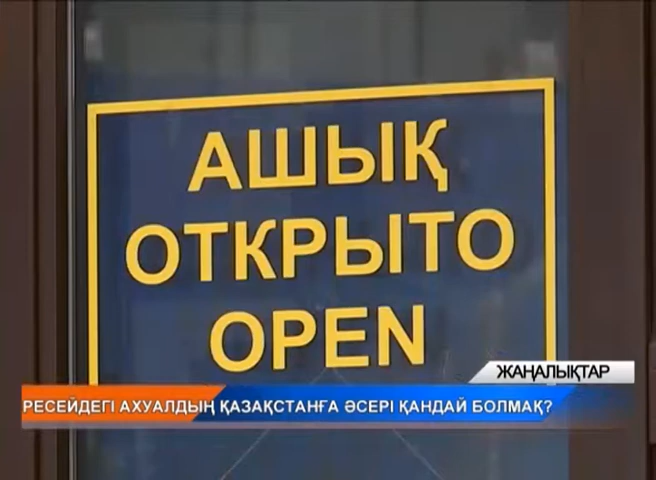 АШЫҚ
ОТКРЫТО
OPEN
ЖАҢАЛЫҚТАР
РЕСЕЙДЕГІ АХУАЛДЫҢ ҚАЗАҚСТАНҒА ӘСЕРІ ҚАНДАЙ БОЛМАҚ?